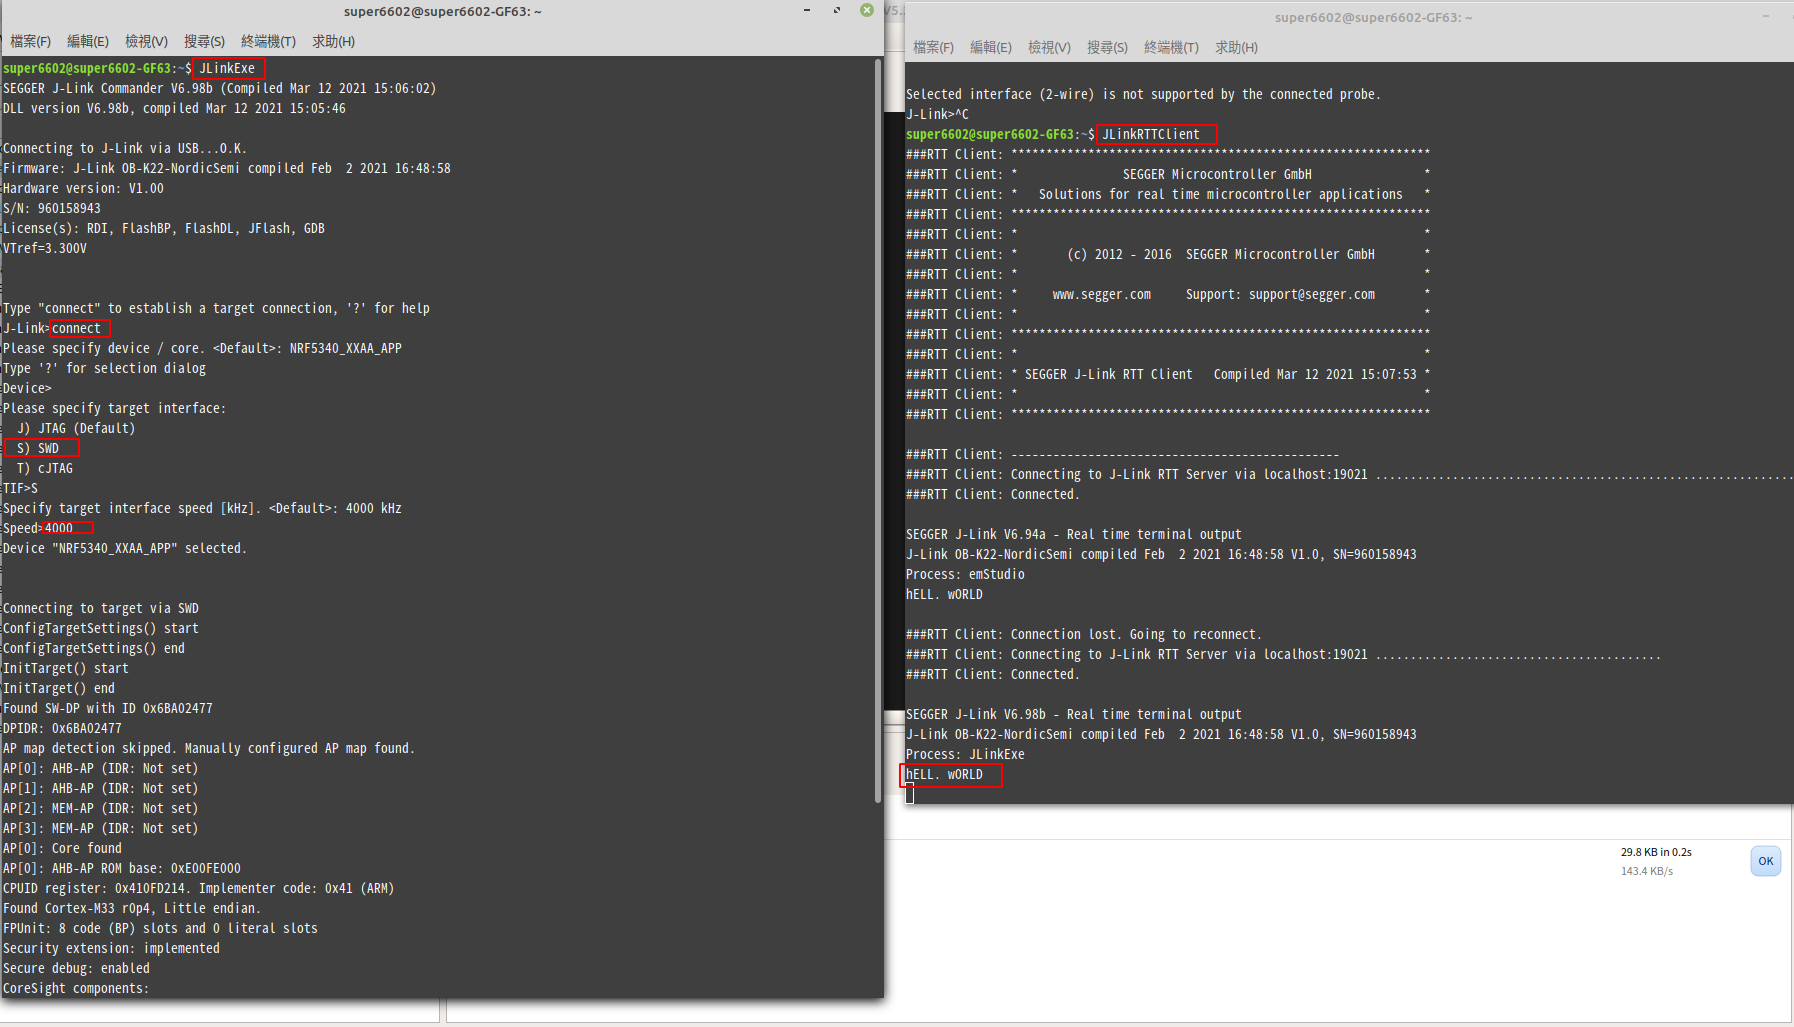 super6602@super6602-GF63: ~
檔案(F) 編輯(E) 檢視(V) 搜尋(S) 終端機(T) 求助(H)
super6602@super6602-GF63:~$ JLinkExe
SEGGER J-Link Commander V6.98b (Compiled Mar 12 2021 15:06:02)
DLL version V6.98b, compiled Mar 12 2021 15:05:46
Connecting to J-Link via USB...O.K.
Firmware: J-Link OB-K22-NordicSemi compiled Feb  2 2021 16:48:58
Hardware version: V1.00
S/N: 960158943
License(s): RDI, FlashBP, FlashDL, JFlash, GDB
VTref=3.300V
Type "connect" to establish a target connection, '?' for help
J-Link>connect
Please specify device / core. <Default>: NRF5340_XXAA_APP
Type '?' for selection dialog
Device>
Please specify target interface:
  J) JTAG (Default)
  S) SWD
  T) cJTAG
TIF>S
Specify target interface speed [kHz]. <Default>: 4000 kHz
Speed>4000
Device "NRF5340_XXAA_APP" selected.
Connecting to target via SWD
ConfigTargetSettings() start
ConfigTargetSettings() end
InitTarget() start
InitTarget() end
Found SW-DP with ID 0x6BA02477
DPIDR: 0x6BA02477
AP map detection skipped. Manually configured AP map found.
AP[0]: AHB-AP (IDR: Not set)
AP[1]: AHB-AP (IDR: Not set)
AP[2]: MEM-AP (IDR: Not set)
AP[3]: MEM-AP (IDR: Not set)
AP[0]: Core found
AP[0]: AHB-AP ROM base: 0xE00FE000
CPUID register: 0x410FD214. Implementer code: 0x41 (ARM)
Found Cortex-M33 r0p4, Little endian.
FPUnit: 8 code (BP) slots and 0 literal slots
Security extension: implemented
Secure debug: enabled
CoreSight components:
super6602@super6602-GF63: ~
檔案(F) 編輯(E) 檢視(V) 搜尋(S) 終端機(T) 求助(H)
Selected interface (2-wire) is not supported by the connected probe.
J-Link>^C
super6602@super6602-GF63:~$ JLinkRTTClient
###RTT Client: ************************************************************
###RTT Client: *               SEGGER Microcontroller GmbH                *
###RTT Client: *   Solutions for real time microcontroller applications   *
###RTT Client: ************************************************************
###RTT Client: *                                                          *
###RTT Client: *       (c) 2012 - 2016  SEGGER Microcontroller GmbH       *
###RTT Client: *                                                          *
###RTT Client: *     www.segger.com     Support: support@segger.com       *
###RTT Client: *                                                          *
###RTT Client: ************************************************************
###RTT Client: *                                                          *
###RTT Client: * SEGGER J-Link RTT Client   Compiled Mar 12 2021 15:07:53 *
###RTT Client: *                                                          *
###RTT Client: ************************************************************
###RTT Client: -----------------------------------------------
###RTT Client: Connecting to J-Link RTT Server via localhost:19021 ............................................................
###RTT Client: Connected.
SEGGER J-Link V6.94a - Real time terminal output
J-Link OB-K22-NordicSemi compiled Feb  2 2021 16:48:58 V1.0, SN=960158943
Process: emStudio
hELL. wORLD
###RTT Client: Connection lost. Going to reconnect.
###RTT Client: Connecting to J-Link RTT Server via localhost:19021 .........................................
###RTT Client: Connected.
SEGGER J-Link V6.98b - Real time terminal output
J-Link OB-K22-NordicSemi compiled Feb  2 2021 16:48:58 V1.0, SN=960158943
Process: JLinkExe
hELL. wORLD
29.8 KB in 0.2s
143.4 KB/s
OK